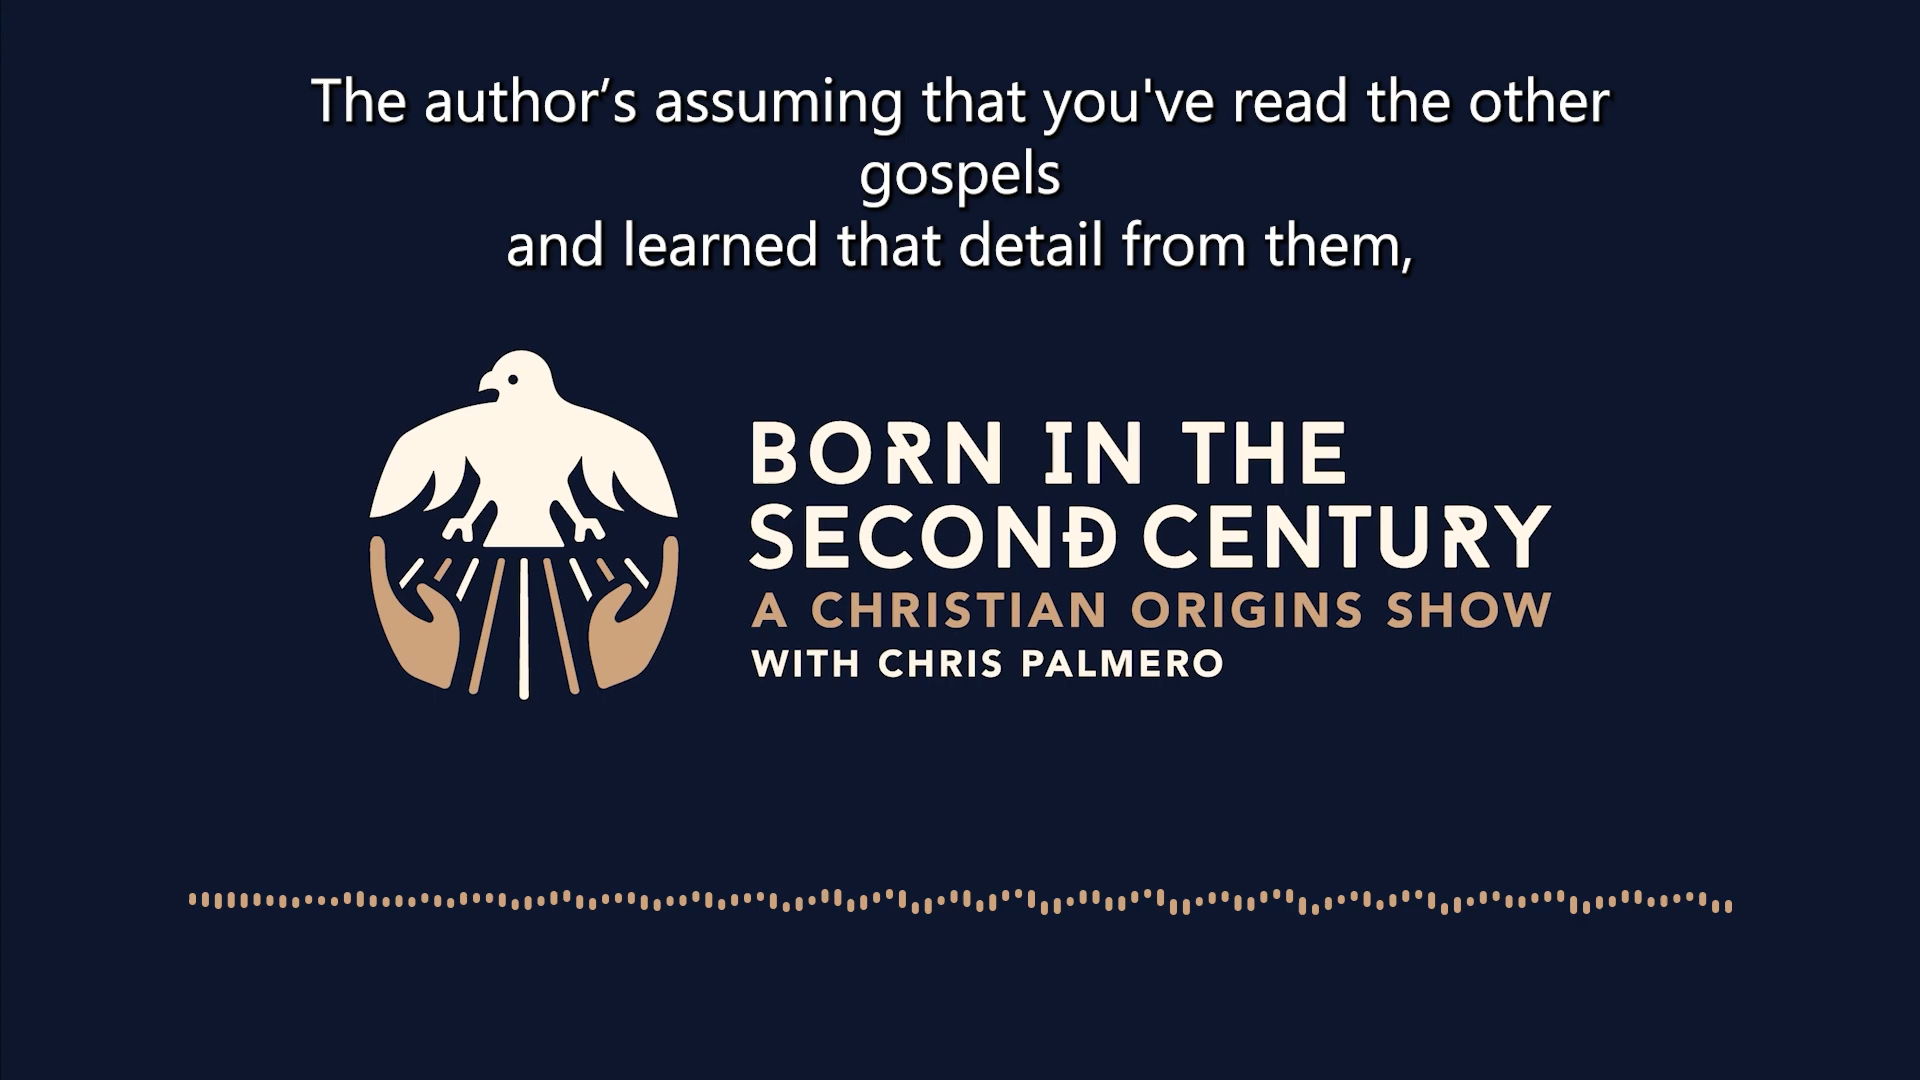 The author’s assuming that you've read the other
gospels
and learned that detail from them,
BORN IN THE
SECOND CENTURY
A CHRISTIAN ORIGINS SHOW
WITH CHRIS PALMERO